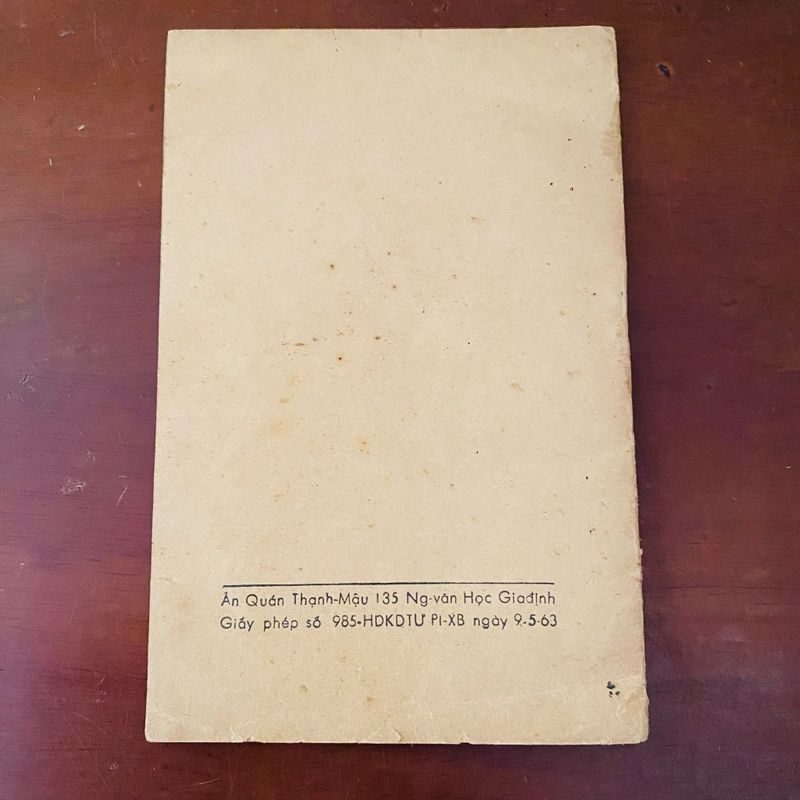 Ấn Quán Thạnh-Mậu 135 Ng-văn Học Giađịnh
Giấy phép số 985-HDKDTƯ PI-XB ngày 9-5-63